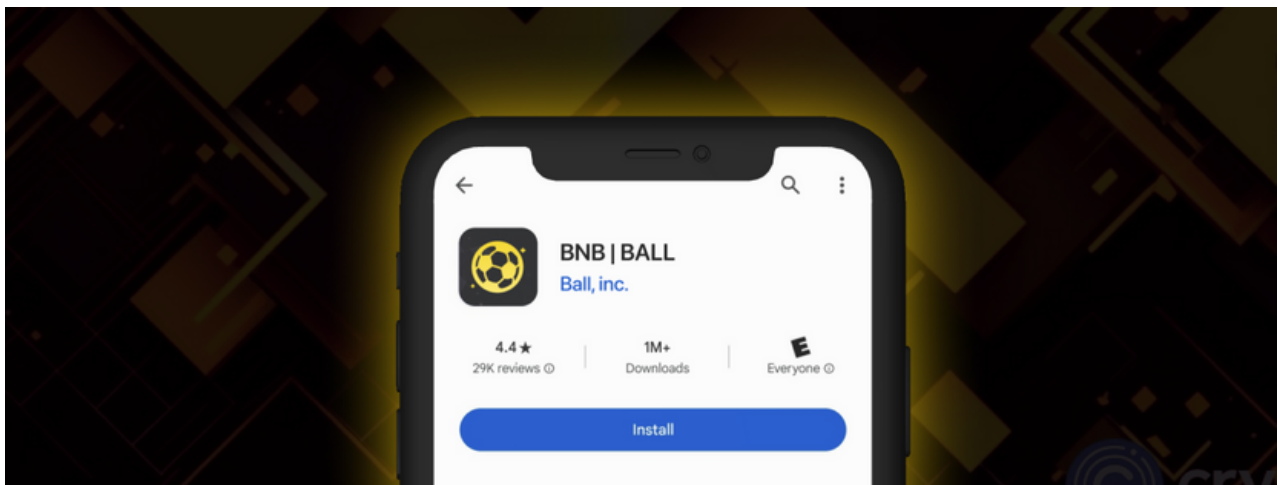 BNB | BALL
Ball, inc.
4.4★ 1M+ E
29K reviews Downloads Everyone
Install